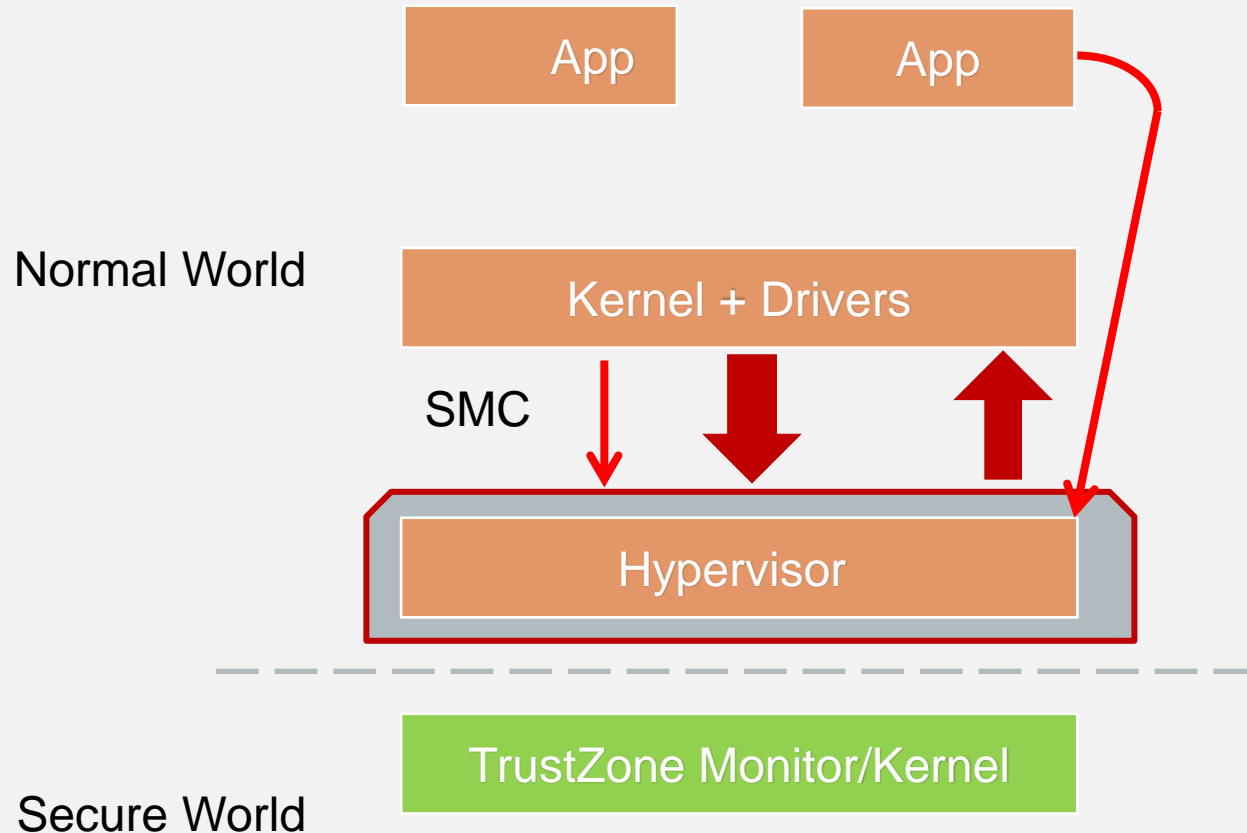 App
App
Normal World
Kernel + Drivers
SMC
Hypervisor
TrustZone Monitor/Kernel
Secure World